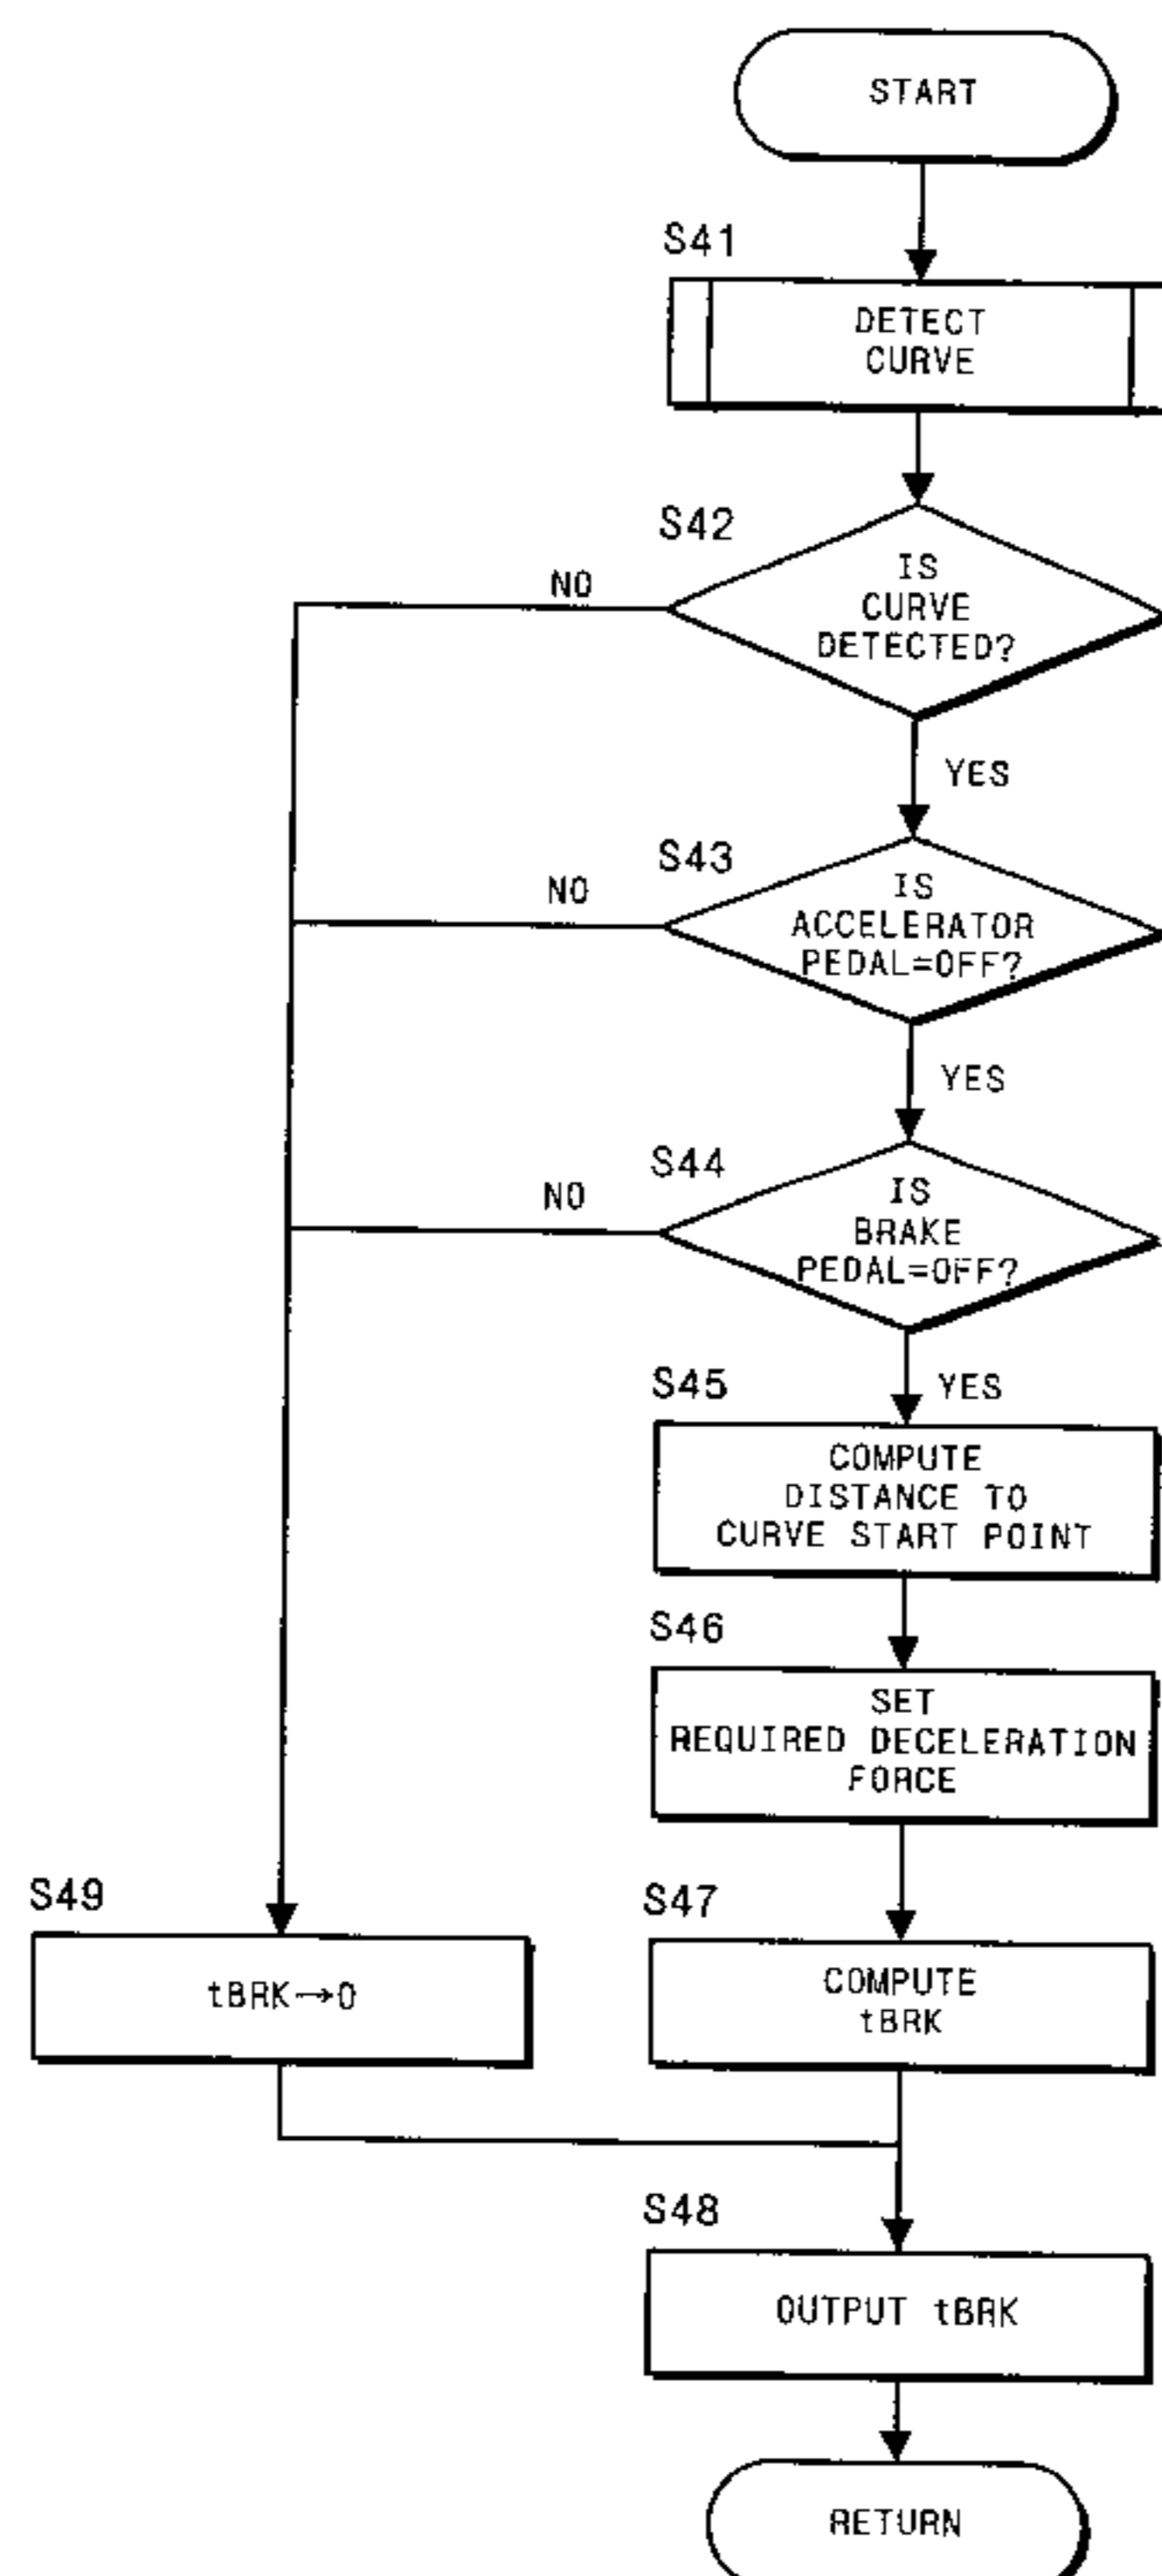 START
S41
DETECT
CURVE
S42
IS
CURVE
DETECTED?
NO
YES
S43
IS
ACCELERATOR
PEDAL=OFF?
NO
YES
S44
IS
BRAKE
PEDAL=OFF?
NO
YES
S45
COMPUTE
DISTANCE TO
CURVE START POINT
S46
SET
REQUIRED DECELERATION
FORCE
S49
tBRK→0
S47
COMPUTE
tBRK
S48
OUTPUT tBRK
RETURN